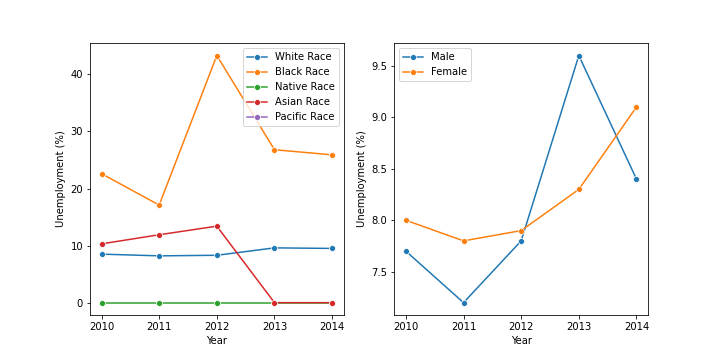 White Race
Black Race
Native Race
Asian Race
Pacific Race
40
30
20
10
0
Unemployment (%)
2010 2011 2012 2013 2014
Year
Male
Female
9.5
9.0
8.5
8.0
7.5
Unemployment (%)
2010 2011 2012 2013 2014
Year